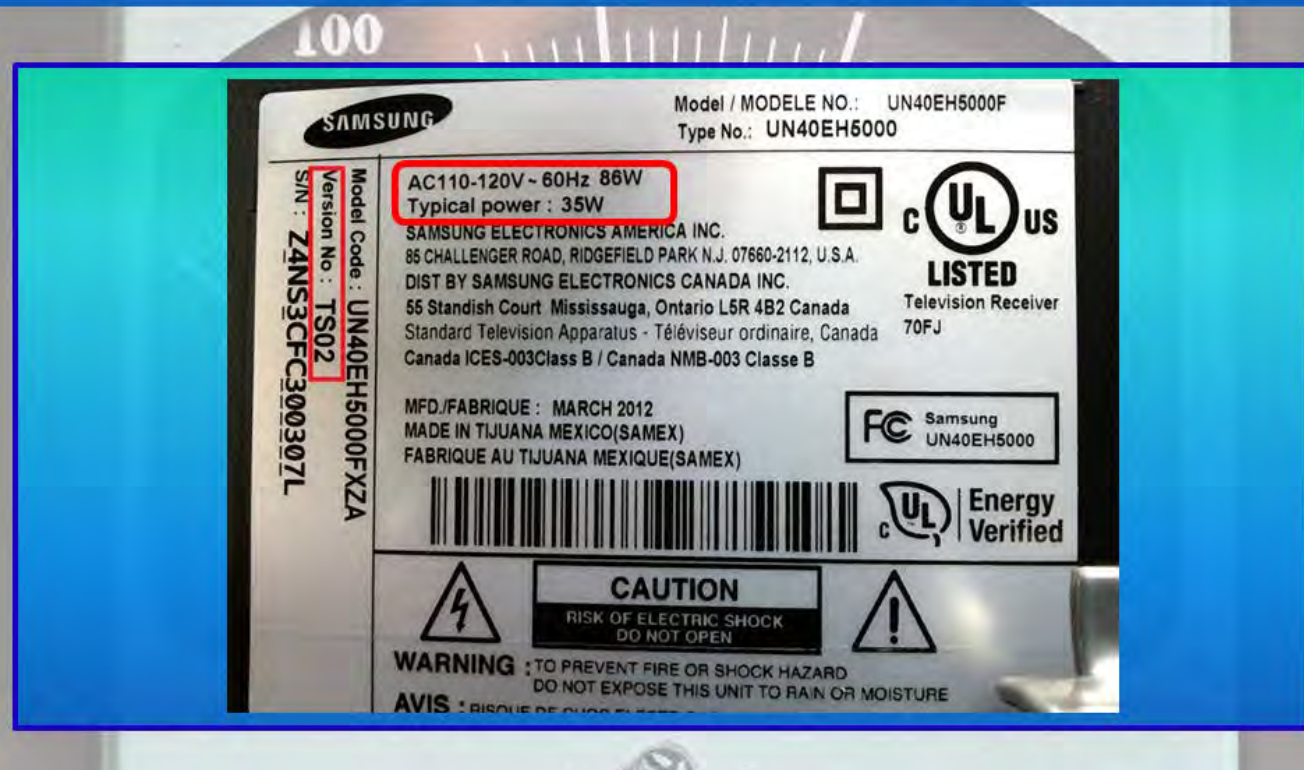 100
SAMSUNG
Model / MODELE NO.: UN40EH5000F
Type No.: UN40EH5000
AC110-120V ~ 60Hz 86W
Typical power : 35W
SAMSUNG ELECTRONICS AMERICA INC.
85 CHALLENGER ROAD, RIDGEFIELD PARK N.J. 07660-2112, U.S.A.
DIST BY SAMSUNG ELECTRONICS CANADA INC.
55 Standish Court Mississauga, Ontario L5R 4B2 Canada
Standard Television Apparatus - Téléviseur ordinaire, Canada
Canada ICES-003Class B / Canada NMB-003 Classe B
C UL ® US
LISTED
Television Receiver
70FJ
Model Code : UN40EH5000FXZA
Version No : TS02
S/N : Z4NS3CFC300307L
MFD./FABRIQUE : MARCH 2012
MADE IN TIJUANA MEXICO(SAMEX)
FABRIQUE AU TIJUANA MEXIQUE(SAMEX)
FC Samsung
UN40EH5000
C UL Energy
Verified
CAUTION
RISK OF ELECTRIC SHOCK
DO NOT OPEN
WARNING : TO PREVENT FIRE OR SHOCK HAZARD
DO NOT EXPOSE THIS UNIT TO RAIN OR MOISTURE
AVIS : RISQUE DE